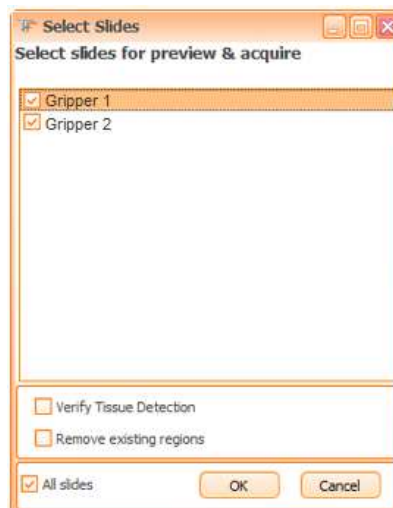 Select Slides
Select slides for preview & acquire
Gripper 1
Gripper 2
Verify Tissue Detection
Remove existing regions
All slides OK Cancel